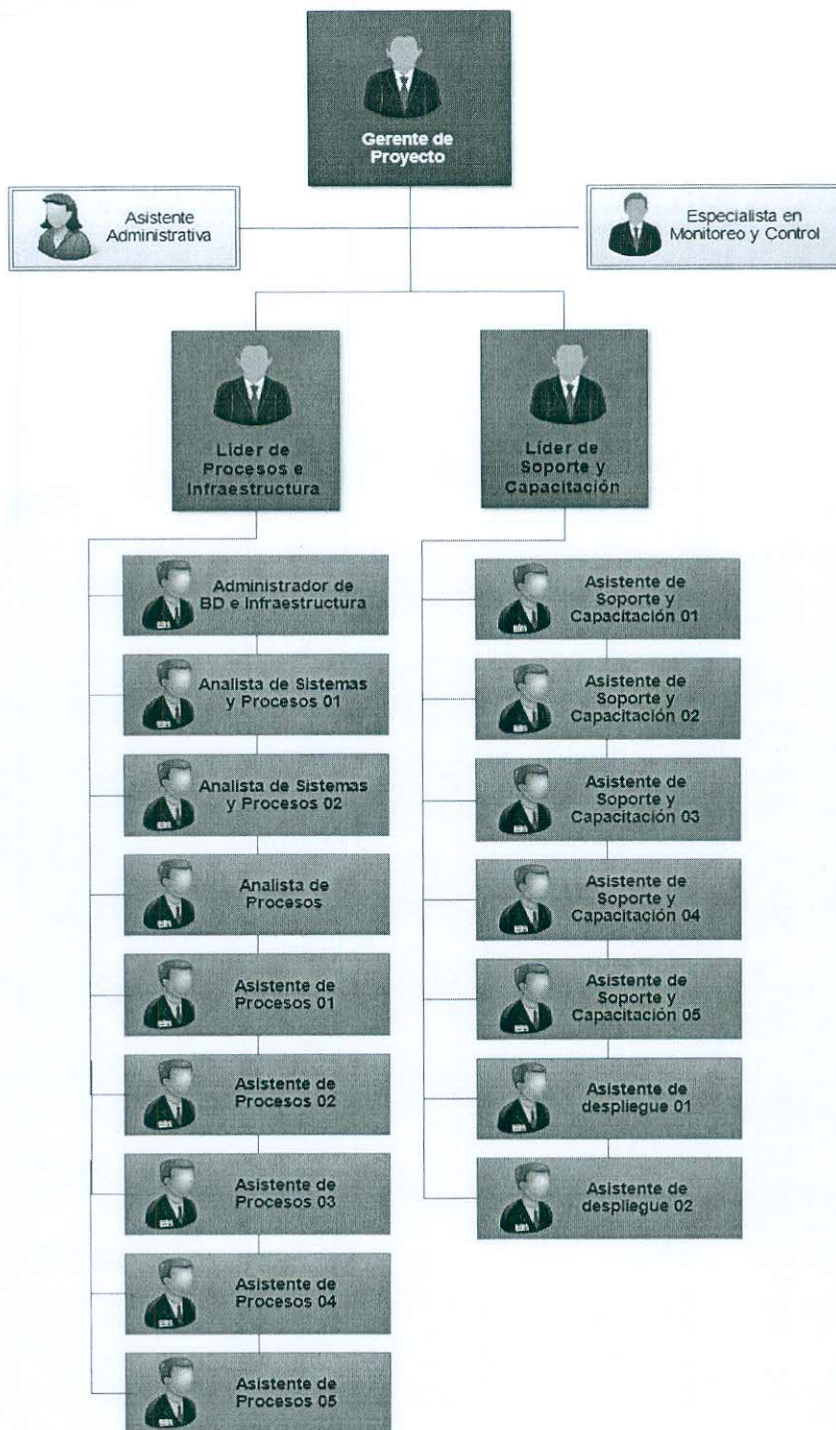 Gerente de
Proyecto
Asistente
Administrativa
Especialista en
Monitoreo y Control
Líder de
Procesos e
Infraestructura
Líder de
Soporte y
Capacitación
Administrador de
BD e Infraestructura
Analista de Sistemas
y Procesos 01
Analista de Sistemas
y Procesos 02
Analista de
Procesos
Asistente de
Procesos 01
Asistente de
Procesos 02
Asistente de
Procesos 03
Asistente de
Procesos 04
Asistente de
Procesos 05
Asistente de
Soporte y
Capacitación 01
Asistente de
Soporte y
Capacitación 02
Asistente de
Soporte y
Capacitación 03
Asistente de
Soporte y
Capacitación 04
Asistente de
Soporte y
Capacitación 05
Asistente de
despliegue 01
Asistente de
despliegue 02